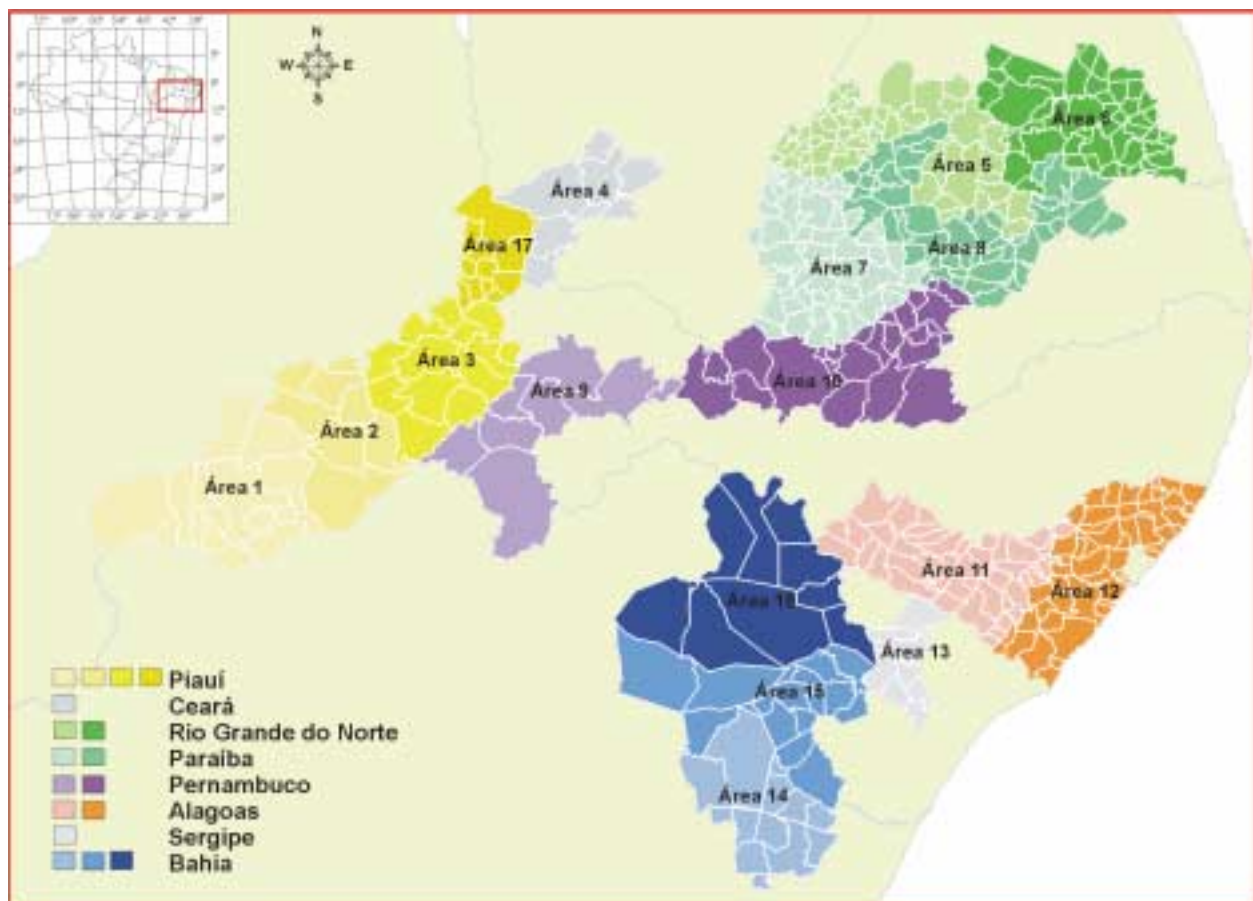 N
W E
S
Área 6
Área 5
Área 4
Área 17
Área 8
Área 7
Área 3
Área 10
Área 9
Área 2
Área 1
Área 11
Área 12
Área 16
Área 13
Área 15
Área 14
Piauí
Ceará
Rio Grande do Norte
Paraíba
Pernambuco
Alagoas
Sergipe
Bahia